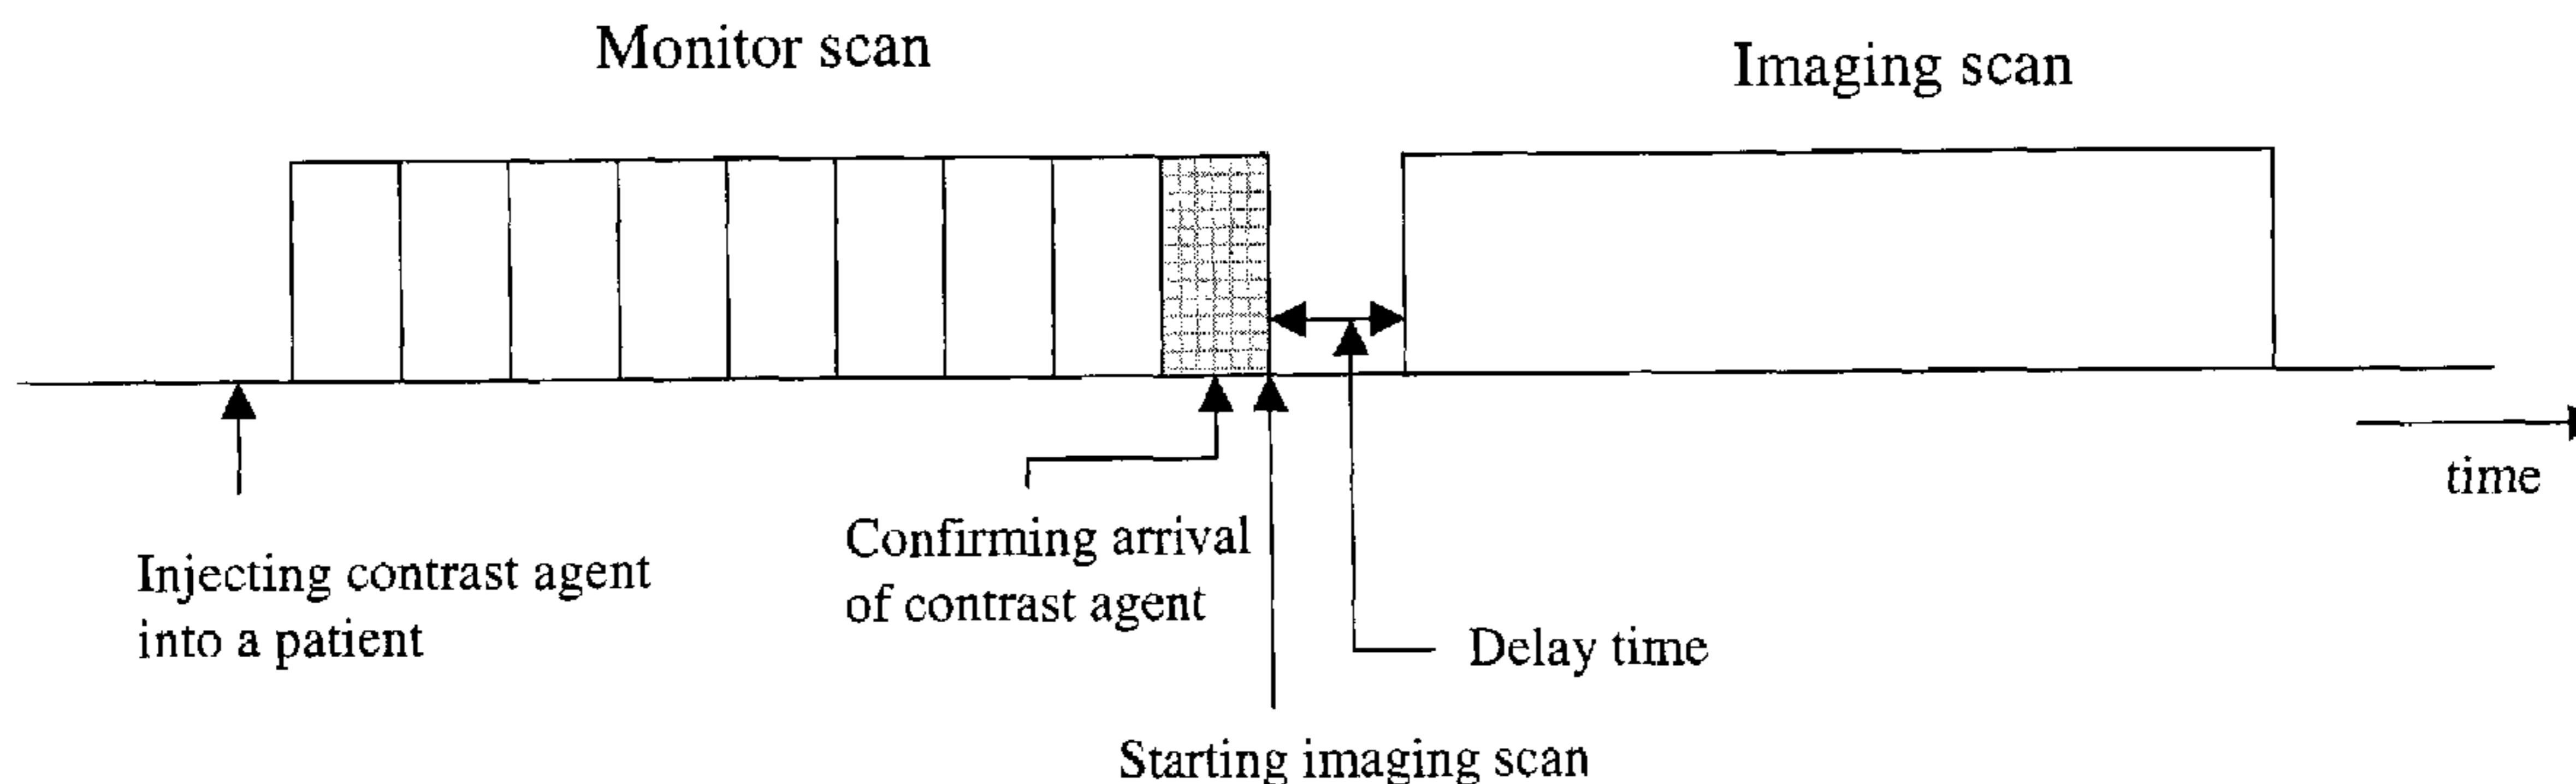 Monitor scan
Imaging scan
time
Injecting contrast agent
into a patient
Confirming arrival
of contrast agent
Delay time
Starting imaging scan